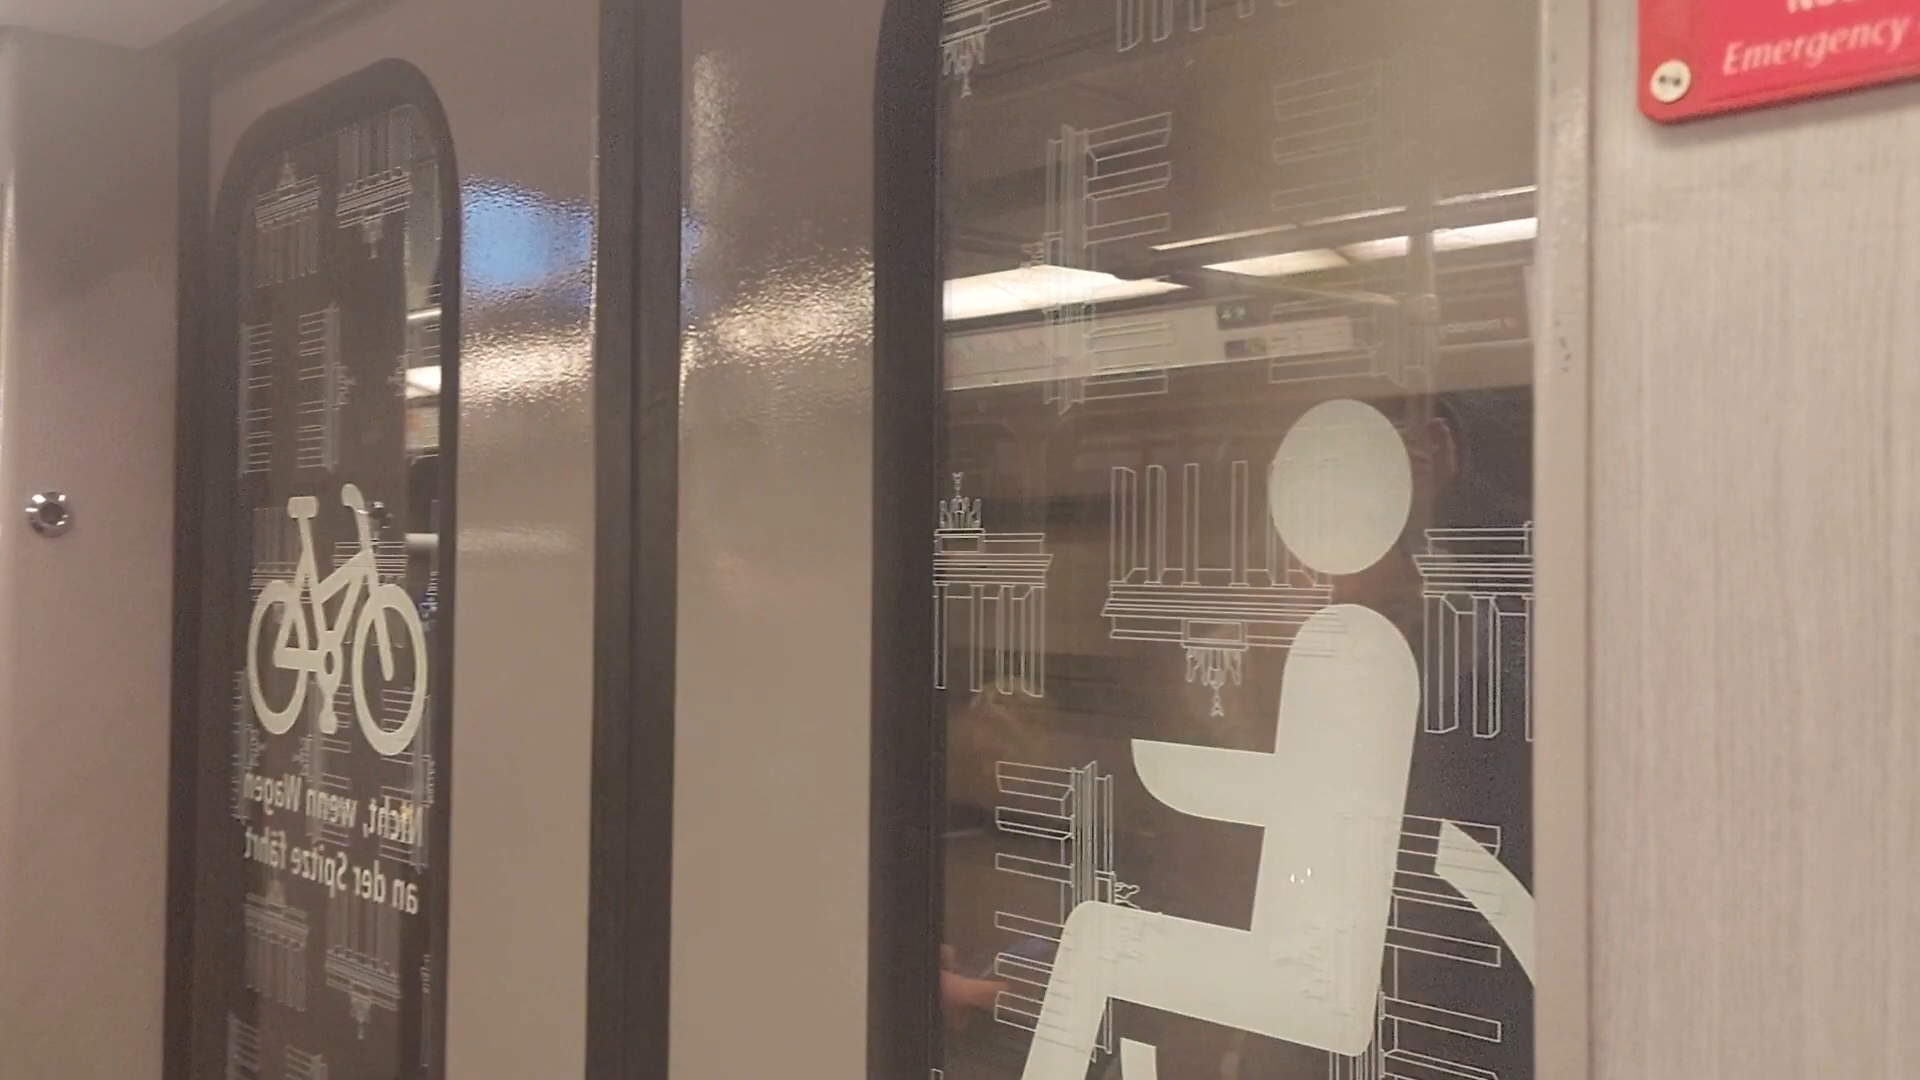 Emergency
Nicht, wenn Wagen
an der Spitze fährt